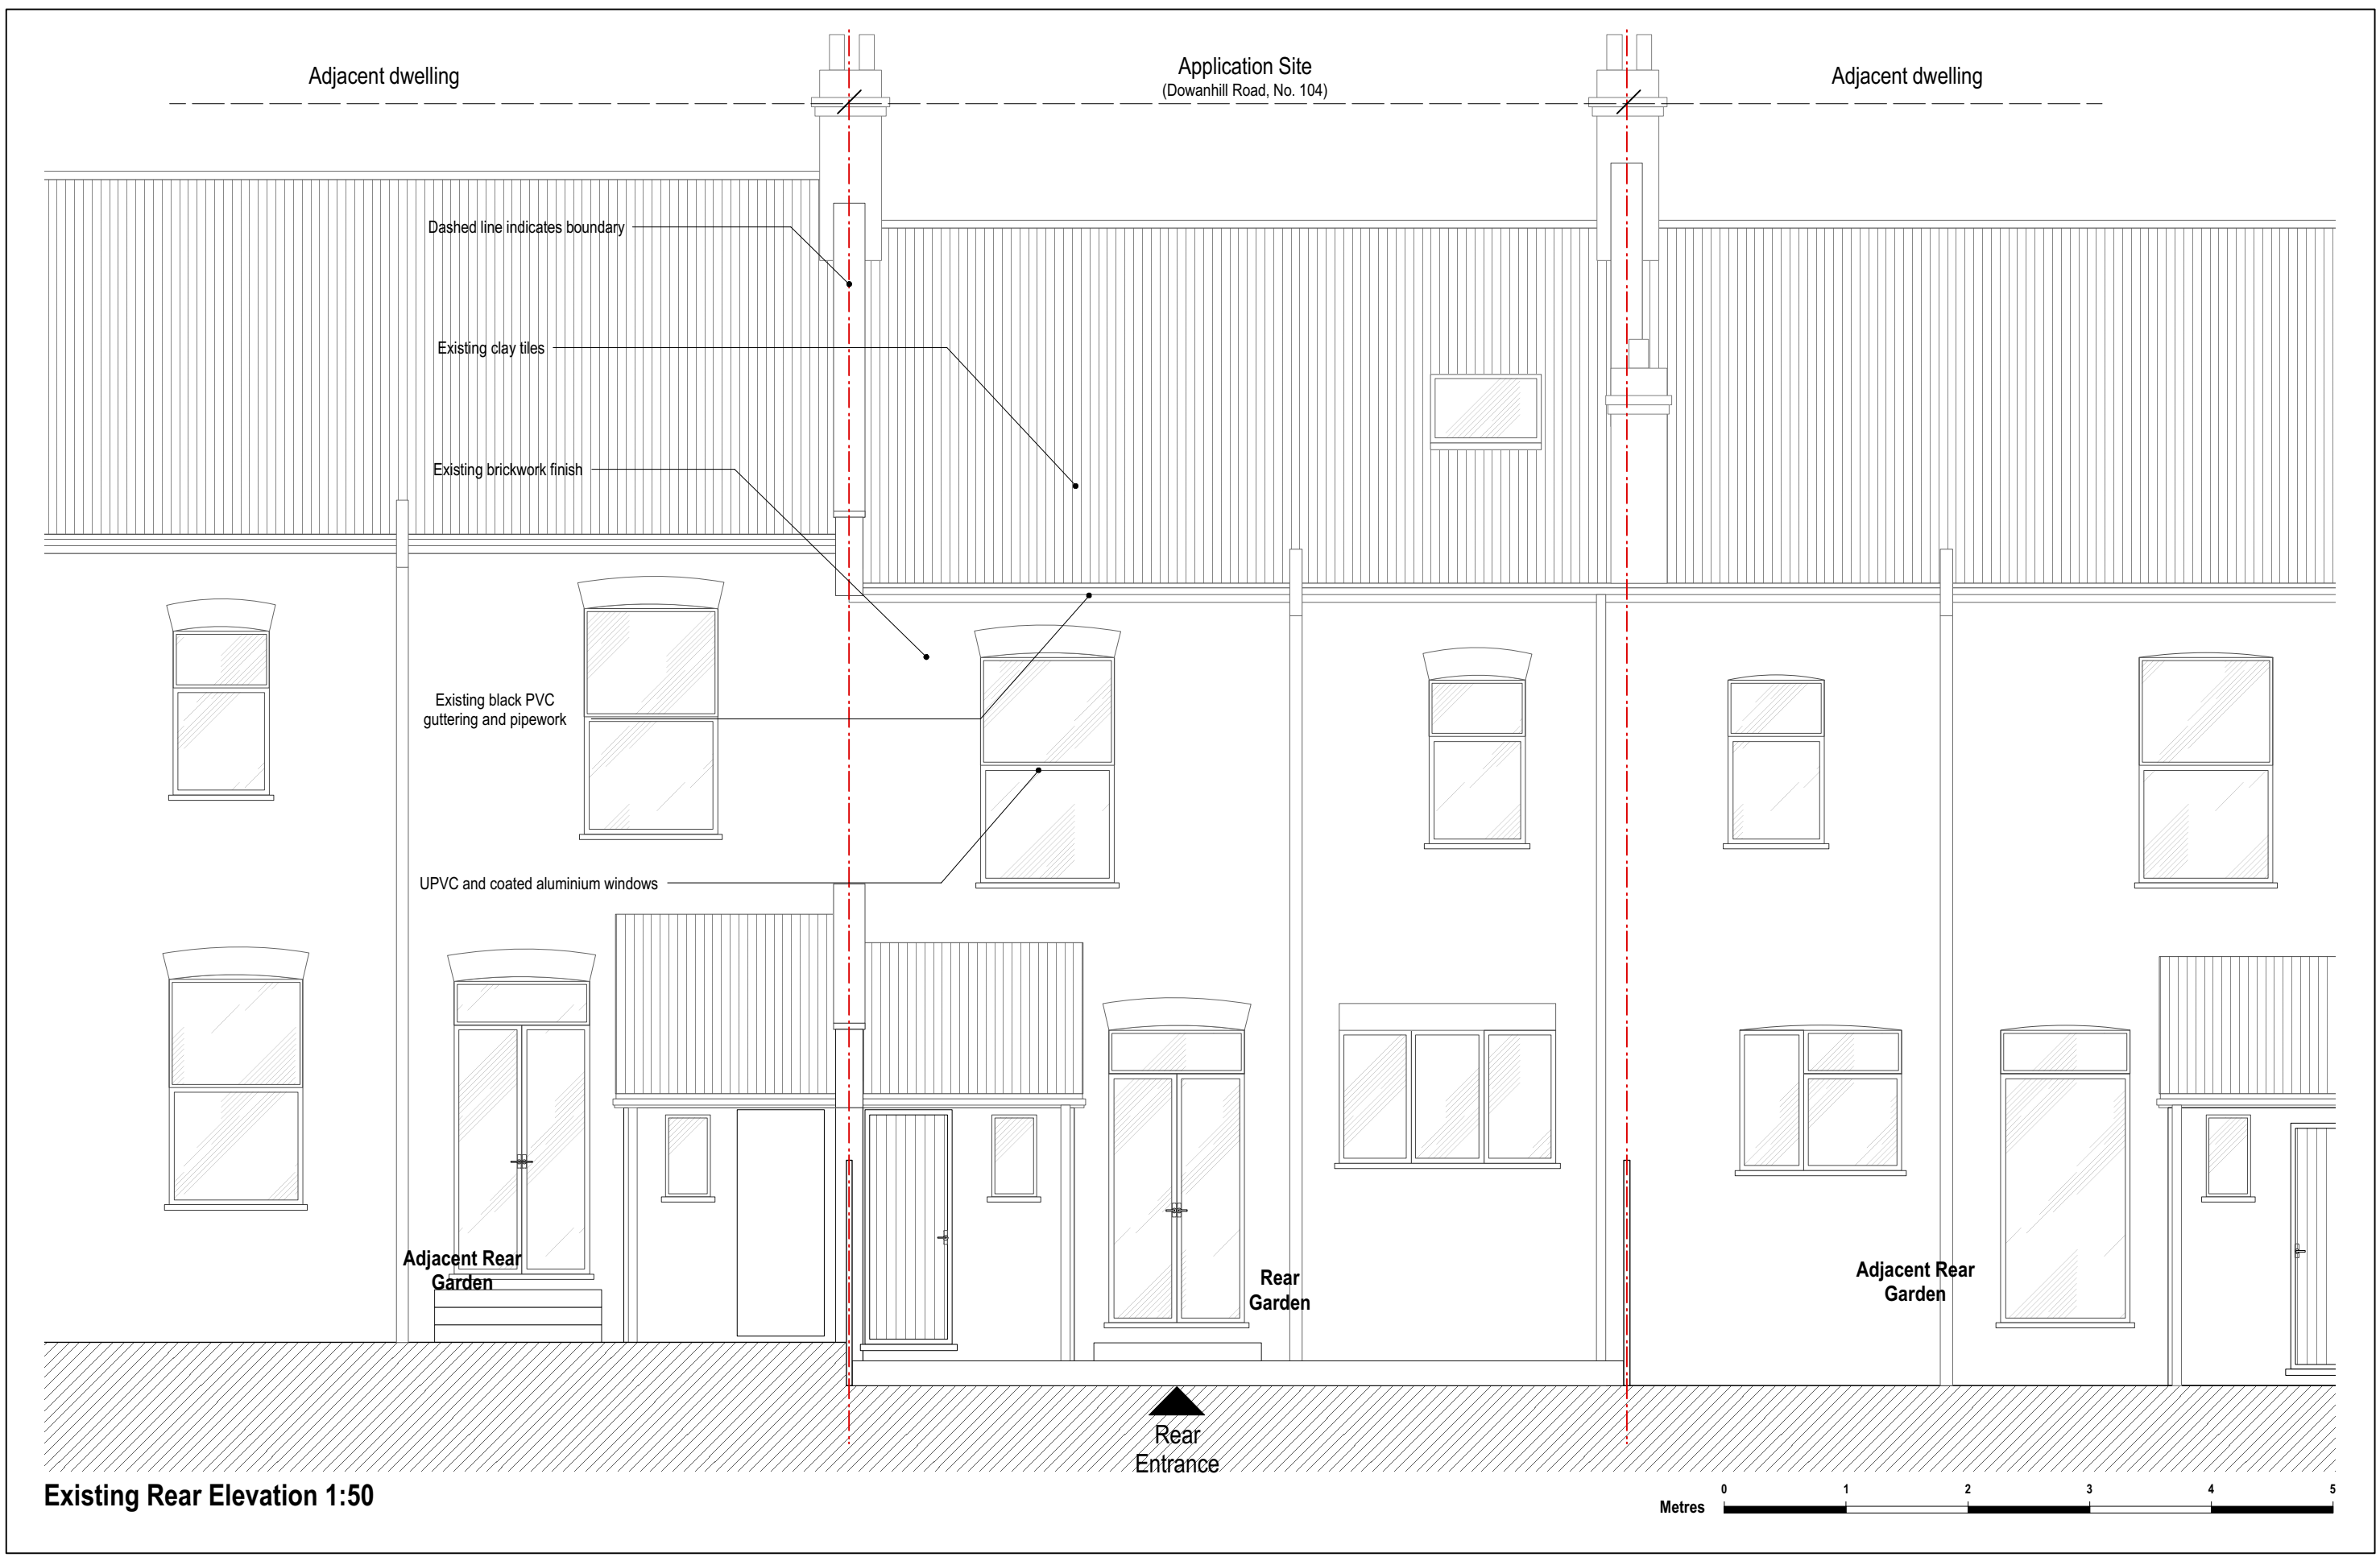 Adjacent dwelling
Application Site
(Dowanhill Road, No. 104)
Adjacent dwelling
Dashed line indicates boundary
Existing clay tiles
Existing brickwork finish
Existing black PVC
guttering and pipework
UPVC and coated aluminium windows
Adjacent Rear
Garden
Rear
Garden
Adjacent Rear
Garden
Rear
Entrance
Existing Rear Elevation 1:50
Metres
0 1 2 3 4 5